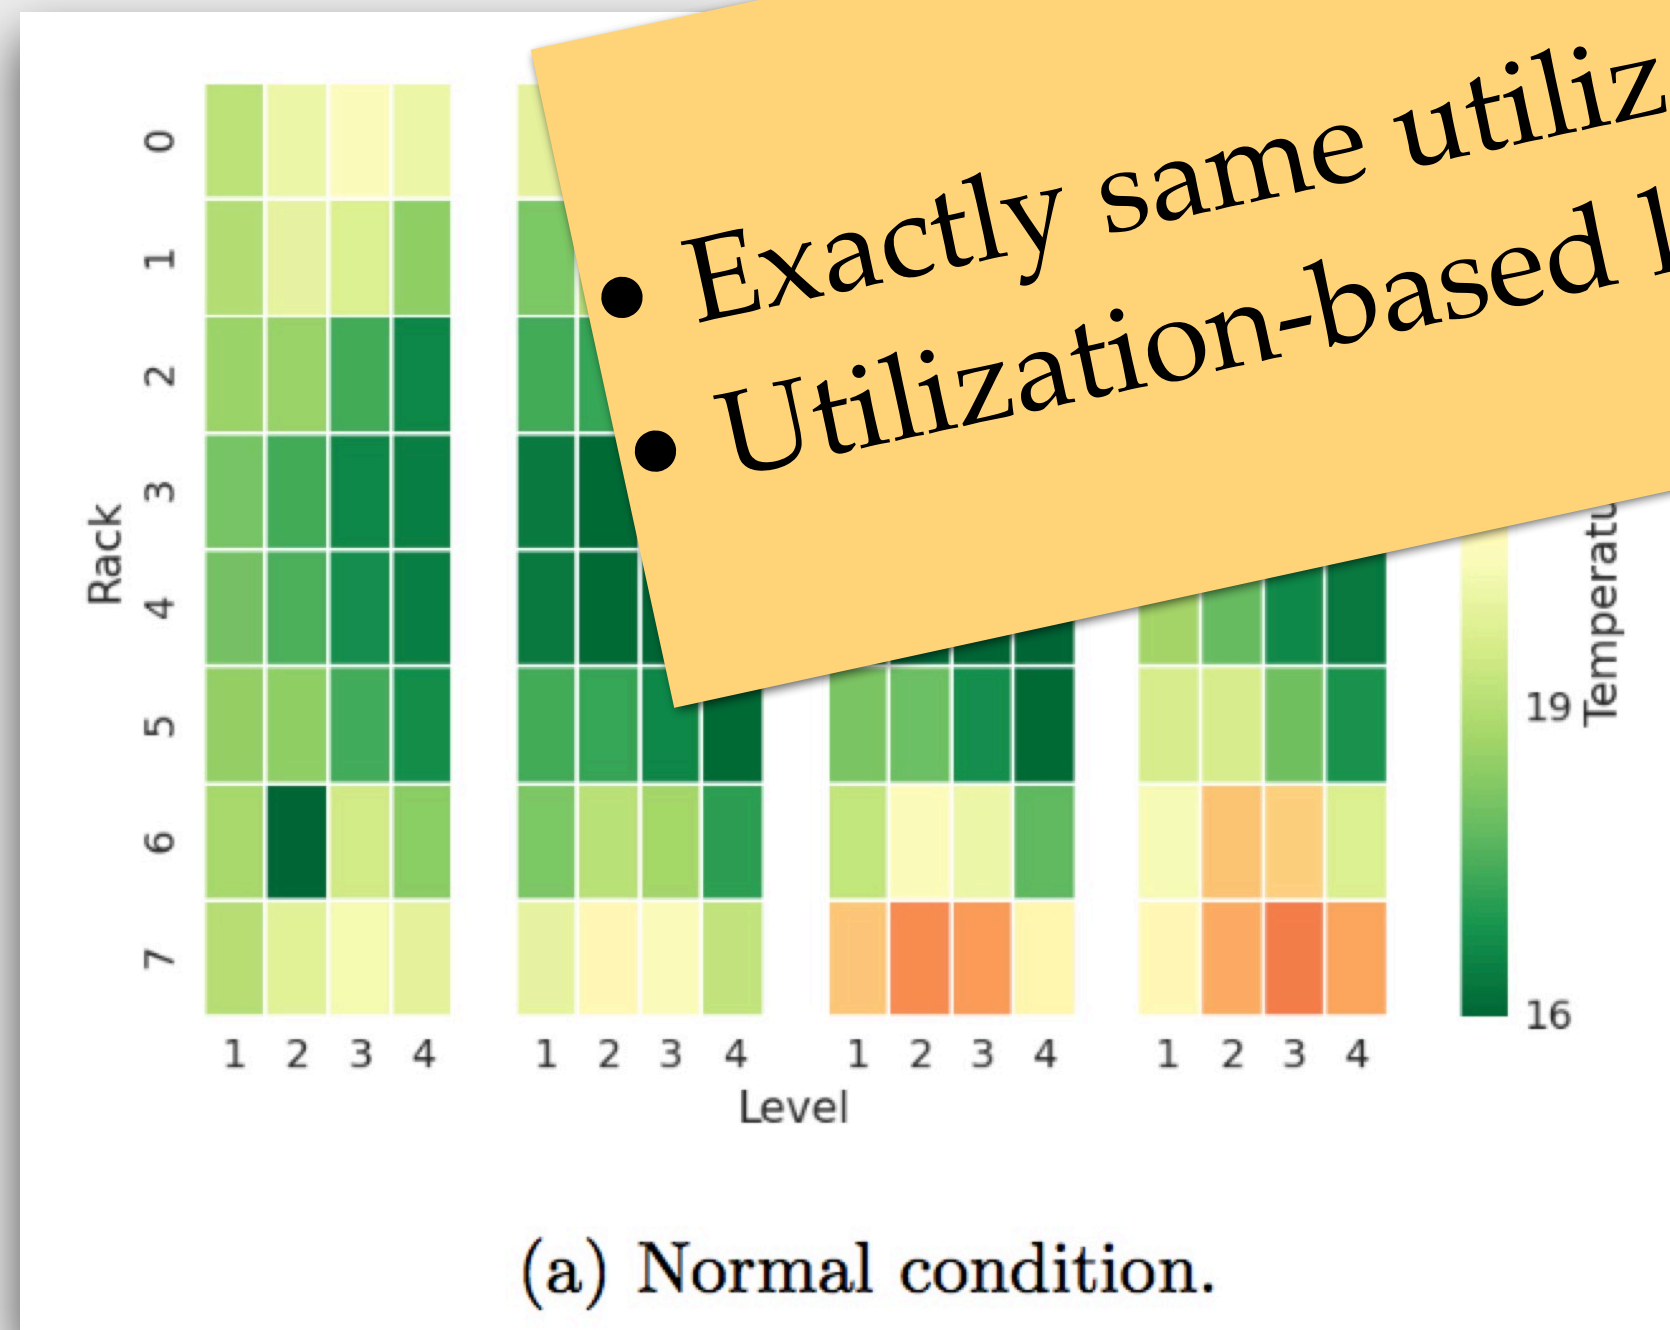 • Exactly same utiliz
• Utilization-based l
Rack
0
1
2
3
4
5
6
7
1 2 3 4 1 2 3 4 1 2 3 4 1 2 3 4
Level
19
16
Temperatu
(a) Normal condition.